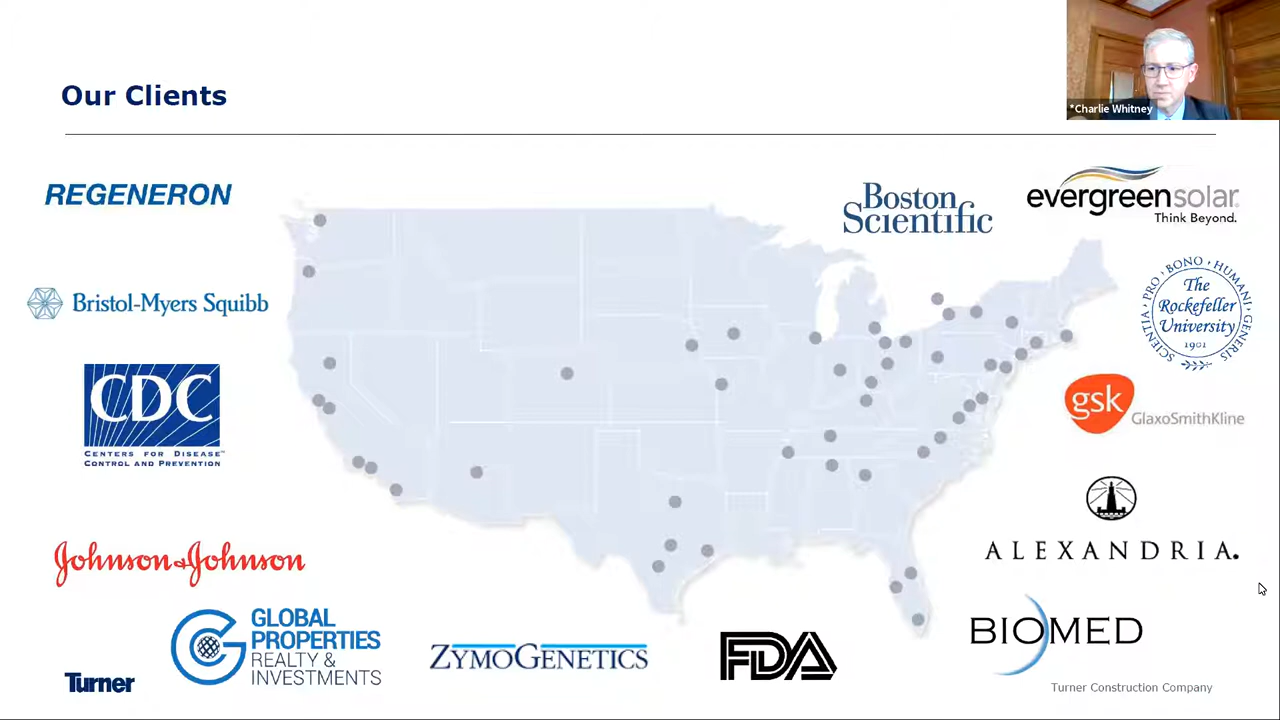 Our Clients
*Charlie Whitney
REGENERON
Boston
Scientific
evergreensolar
Think Beyond.
Bristol-Myers Squibb
PRO BONO HUMANI GENERIS
SCIENTIA
The
Rockefeller
University
1901
CDC
CENTERS FOR DISEASE
CONTROL AND PREVENTION
gsk
GlaxoSmithKline
ALEXANDRIA.
Johnson & Johnson
GLOBAL
PROPERTIES
REALTY &
INVESTMENTS
ZYMOGENETICS
FDA
BIOMED
Turner
Turner Construction Company